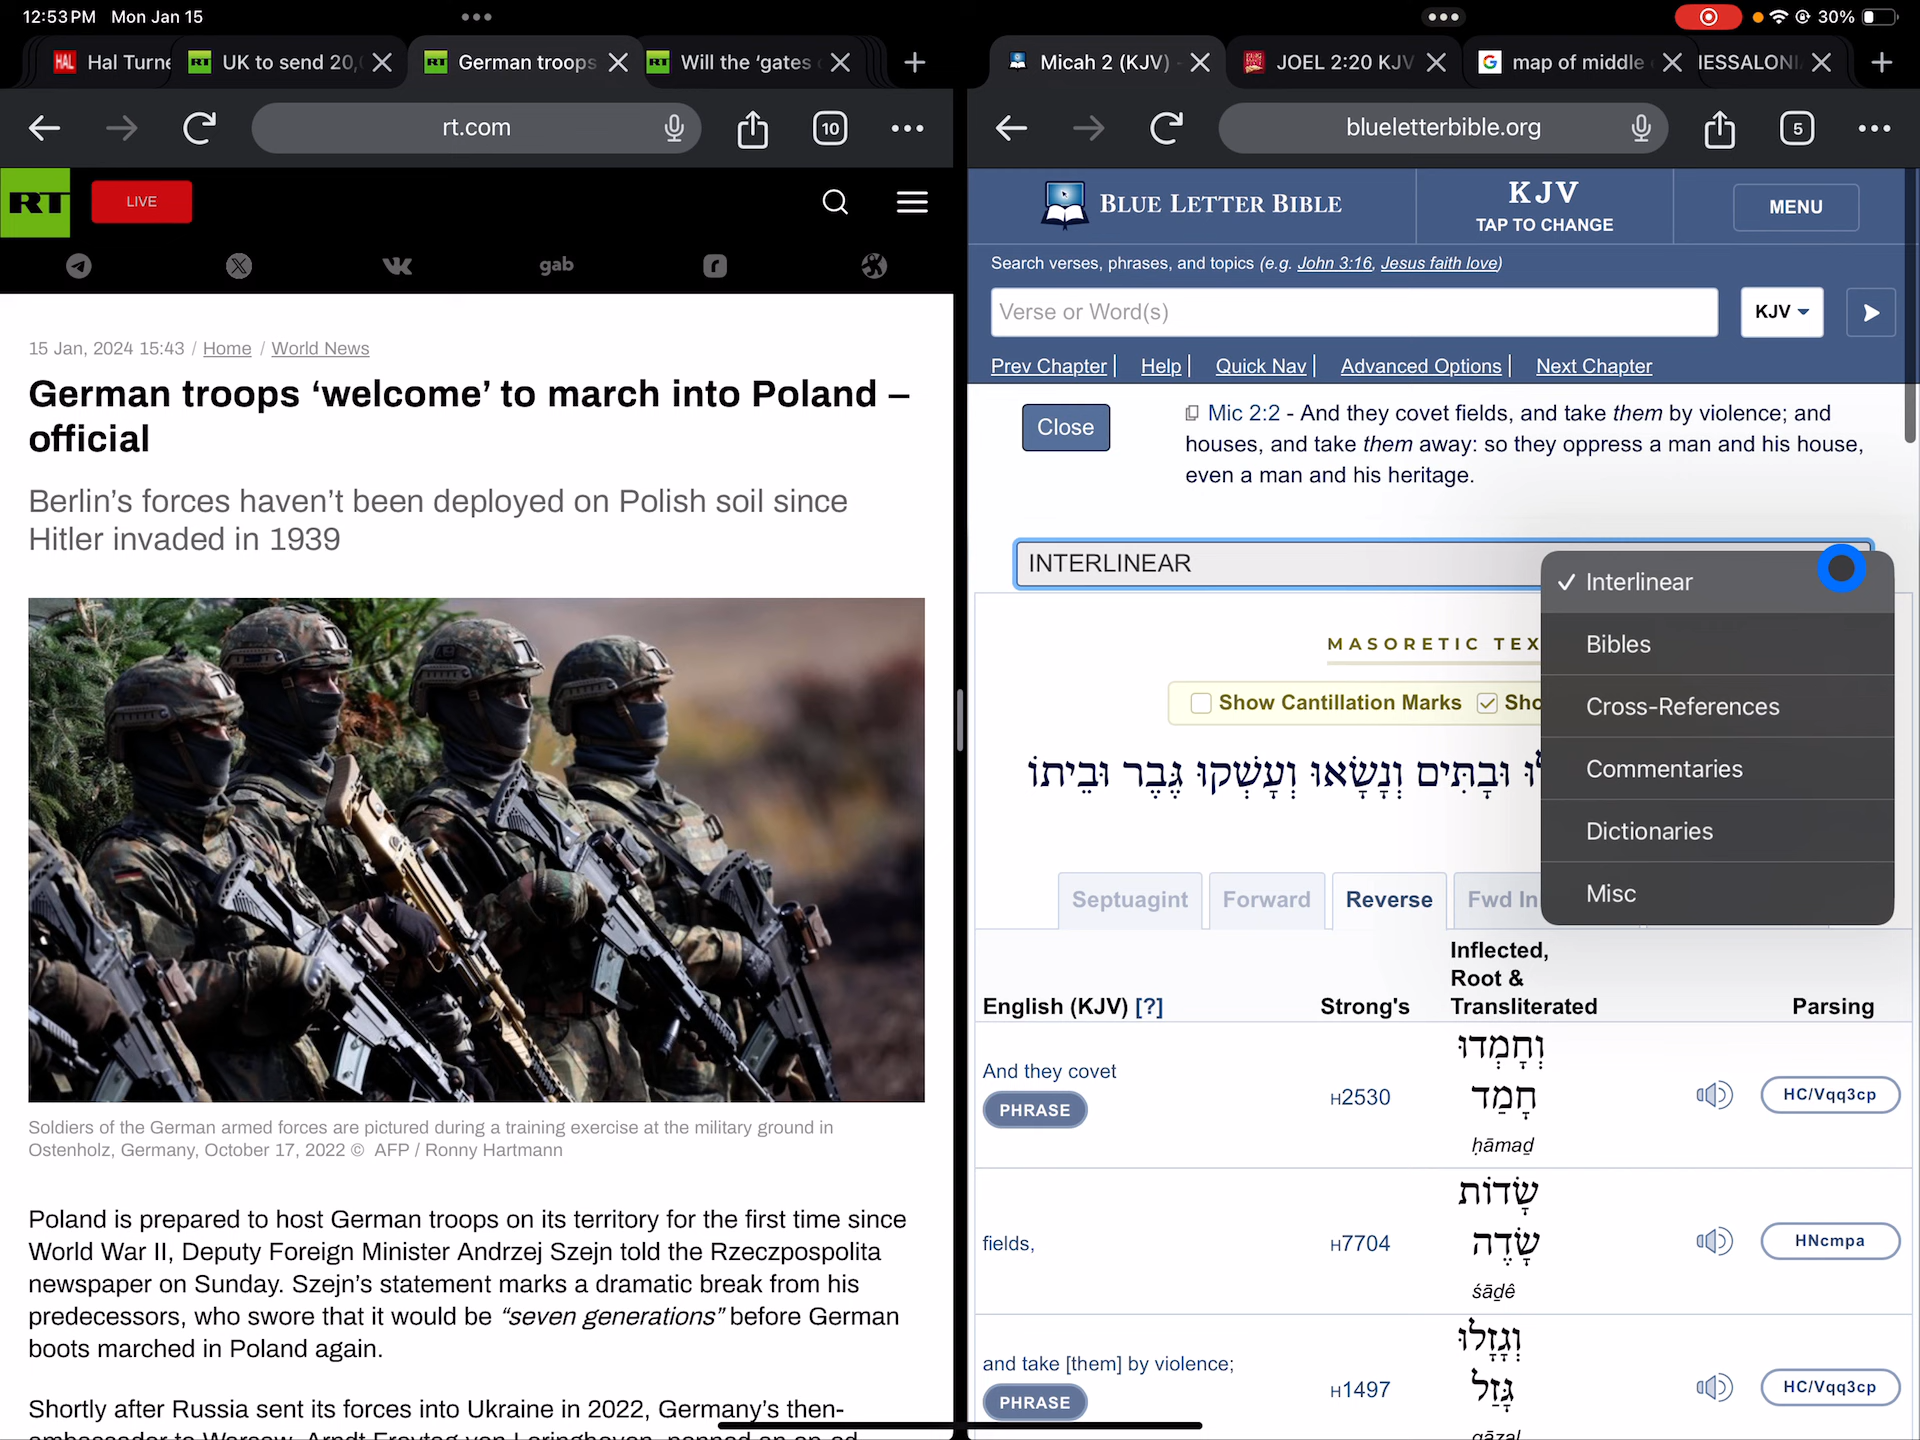 12:53 PM Mon Jan 15
30%
HAL Hal Turne
RT UK to send 20,
RT German troops
RT Will the ‘gates
rt.com
10
RT
LIVE
gab
15 Jan, 2024 15:43 / Home / World News
German troops ‘welcome’ to march into Poland –
official
Berlin’s forces haven’t been deployed on Polish soil since
Hitler invaded in 1939
Soldiers of the German armed forces are pictured during a training exercise at the military ground in
Ostenholz, Germany, October 17, 2022 © AFP / Ronny Hartmann
Poland is prepared to host German troops on its territory for the first time since
World War II, Deputy Foreign Minister Andrzej Szejn told the Rzeczpospolita
newspaper on Sunday. Szejn’s statement marks a dramatic break from his
predecessors, who swore that it would be “seven generations” before German
boots marched in Poland again.
Shortly after Russia sent its forces into Ukraine in 2022, Germany’s then-
Micah 2 (KJV) -
JOEL 2:20 KJV
map of middle
IESSALONI
blueletterbible.org
5
BLUE LETTER BIBLE
KJV
TAP TO CHANGE
MENU
Search verses, phrases, and topics (e.g. John 3:16, Jesus faith love)
Verse or Word(s)
KJV
Prev Chapter | Help | Quick Nav | Advanced Options | Next Chapter
Close
Mic 2:2 - And they covet fields, and take them by violence; and
houses, and take them away: so they oppress a man and his house,
even a man and his heritage.
INTERLINEAR
Interlinear
Bibles
Cross-References
Commentaries
Dictionaries
Misc
MASORETIC TEX
Show Cantillation Marks Sho
וּבָתִּים וְנָשָׂאוּ וְעָשְׁקוּ גֶּבֶר וּבֵיתוֹ
Septuagint Forward Reverse Fwd In
English (KJV) [?] Strong's Inflected,
Root &
Transliterated Parsing
And they covet
PHRASE
H2530
וְחָמְדוּ
חָמַד
ḥāmaḏ
HC/Vqq3cp
fields,
H7704
שָׂדוֹת
שָׂדֶה
śāḏê
HNcmpa
and take [them] by violence;
PHRASE
H1497
וְגָזָלוּ
גָּזַל
gāzal
HC/Vqq3cp